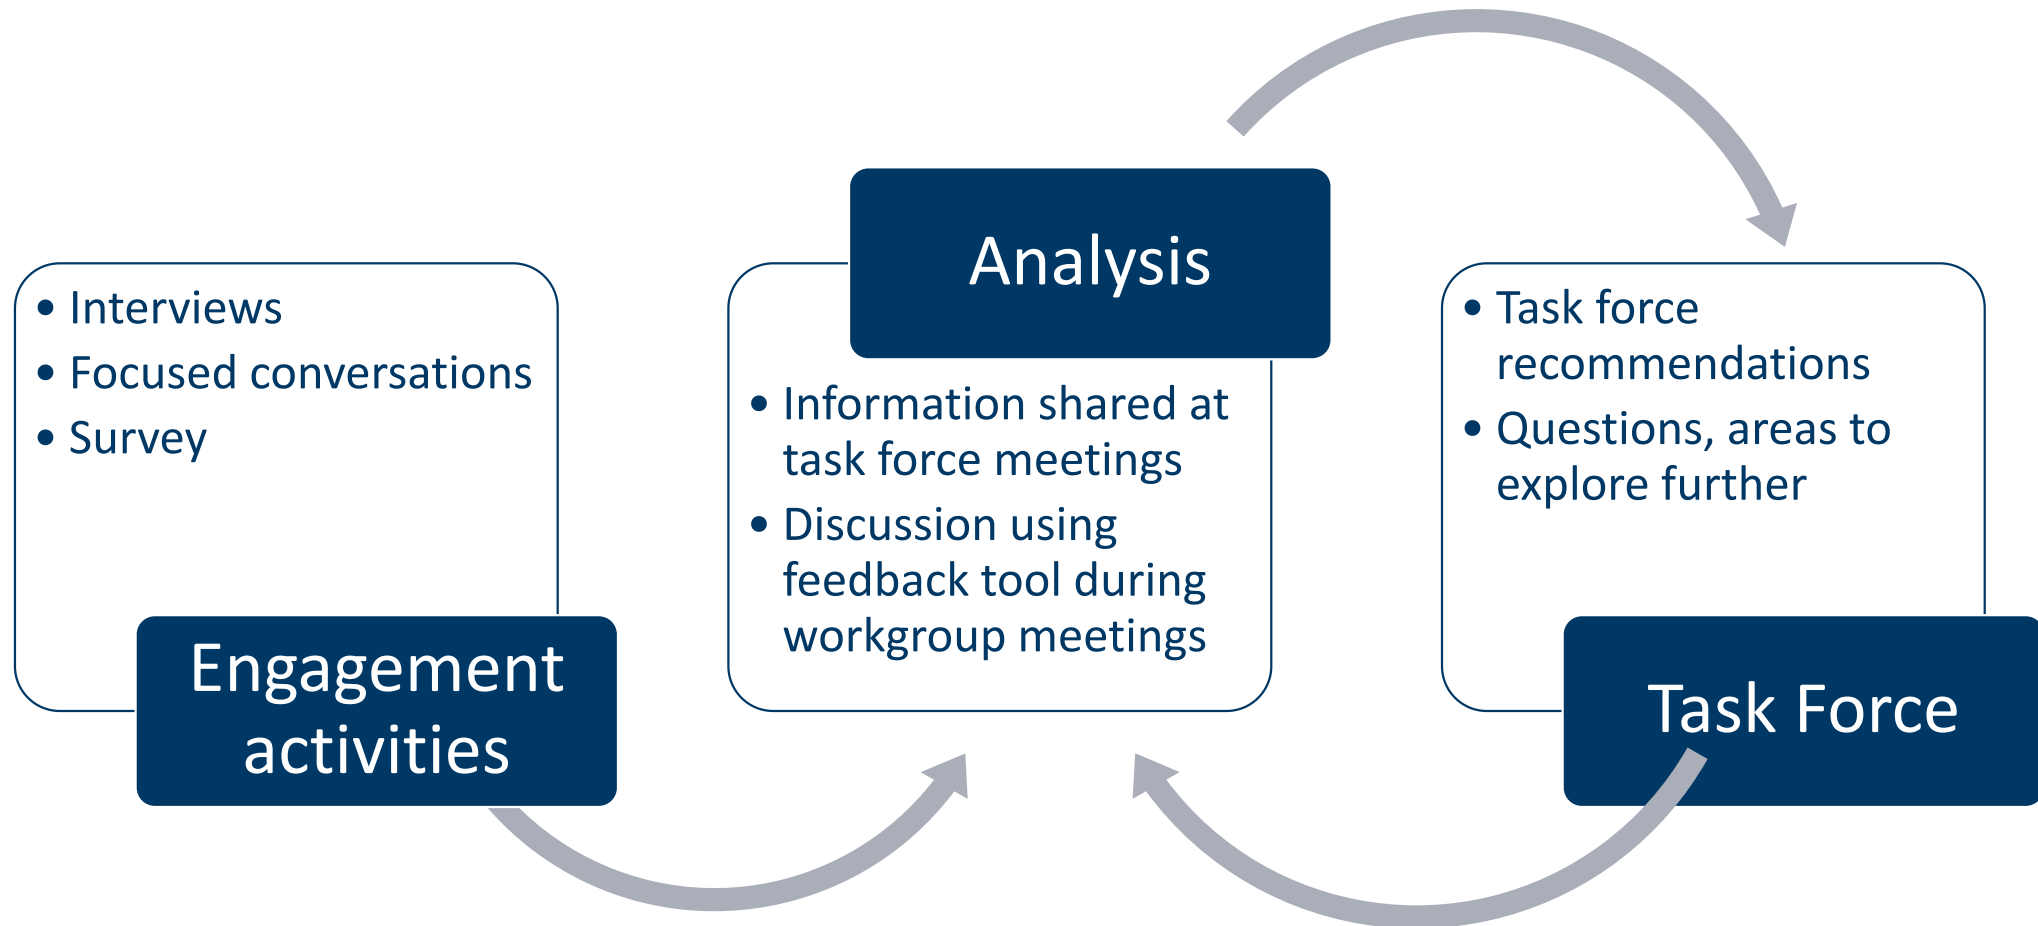 • Interviews
• Focused conversations
• Survey
Engagement
activities
Analysis
• Information shared at
task force meetings
• Discussion using
feedback tool during
workgroup meetings
• Task force
recommendations
• Questions, areas to
explore further
Task Force